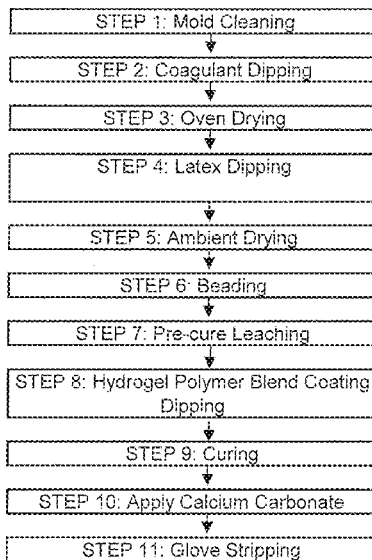 STEP 1: Mold Cleaning
STEP 2: Coagulant Dipping
STEP 3: Oven Drying
STEP 4: Latex Dipping
STEP 5: Ambient Drying
STEP 6: Beading
STEP 7: Pre-cure Leaching
STEP 8: Hydrogel Polymer Blend Coating
Dipping
STEP 9: Curing
STEP 10: Apply Calcium Carbonate
STEP 11: Glove Stripping